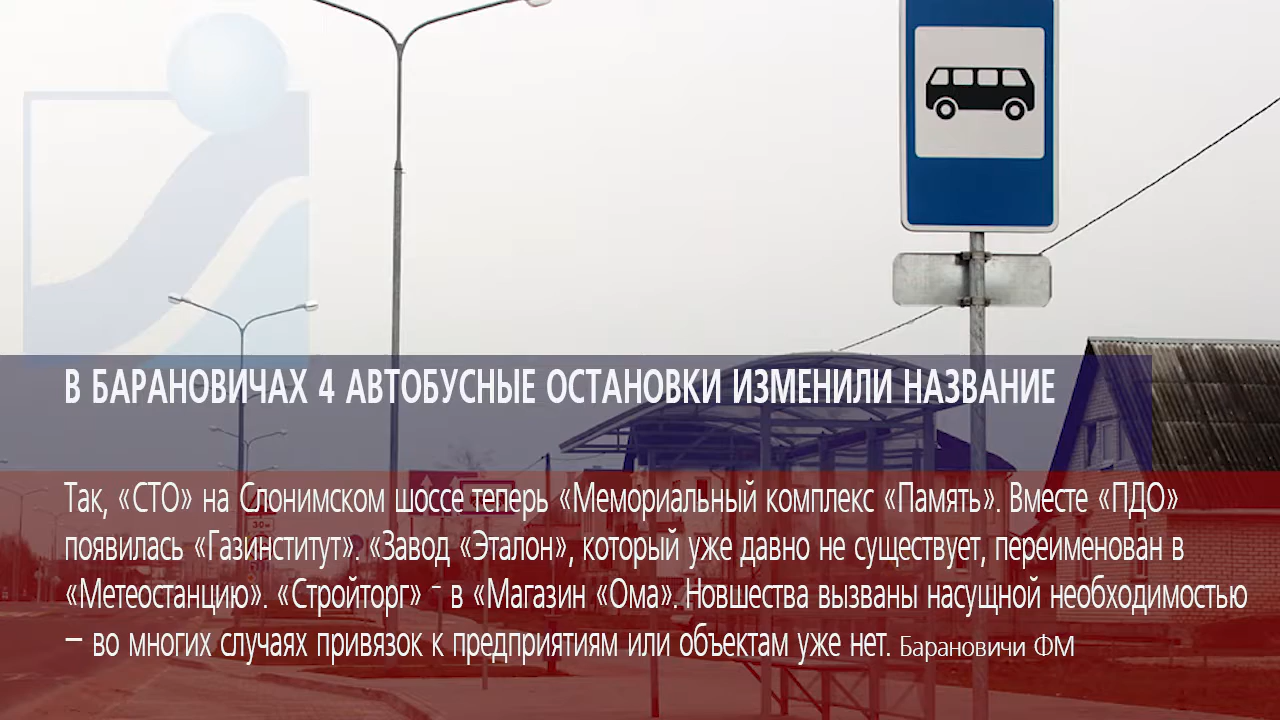 В БАРАНОВИЧАХ 4 АВТОБУСНЫЕ ОСТАНОВКИ ИЗМЕНИЛИ НАЗВАНИЕ
Так, «СТО» на Слонимском шоссе теперь «Мемориальный комплекс «Память». Вместе «ПДО»
появилась «Газинститут». «Завод «Эталон», который уже давно не существует, переименован в
«Метеостанцию». «Стройторг» – в «Магазин «Ома». Новшества вызваны насущной необходимостью
– во многих случаях привязок к предприятиям или объектам уже нет. Барановичи ФМ
30м